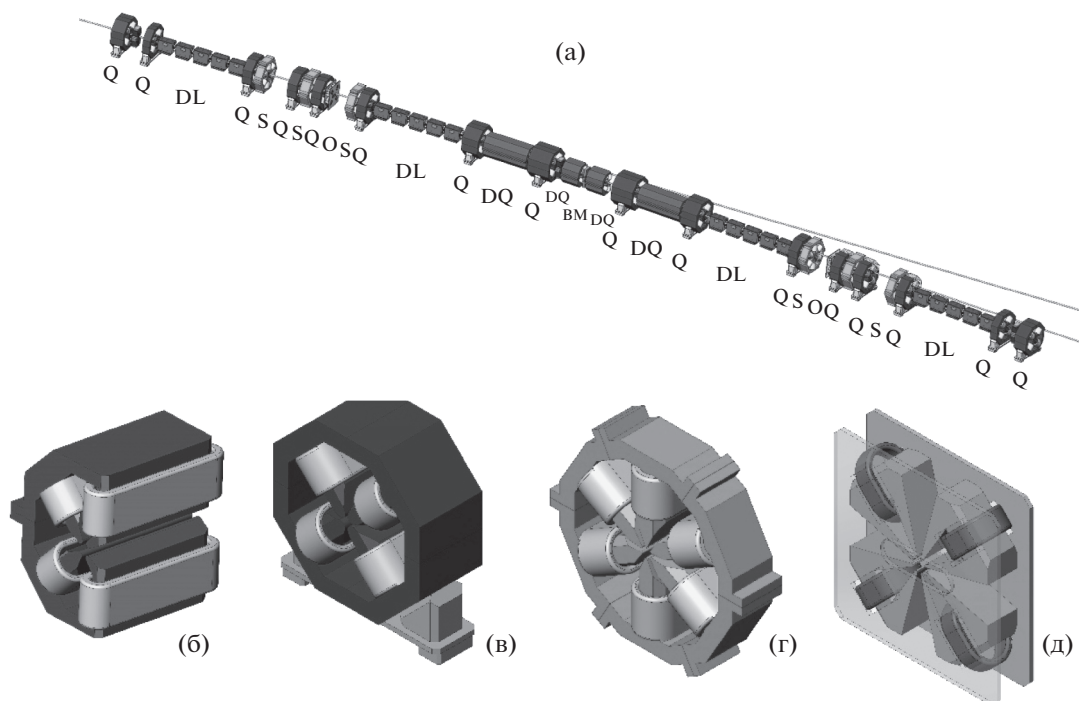 (а)
Q
Q
DL
Q S Q S Q O S Q
DL
Q
DQ
Q
DQ
BM
DQ
Q
DQ
Q
DL
Q S O Q
Q S Q
DL
Q
Q
(б)
(в)
(г)
(д)